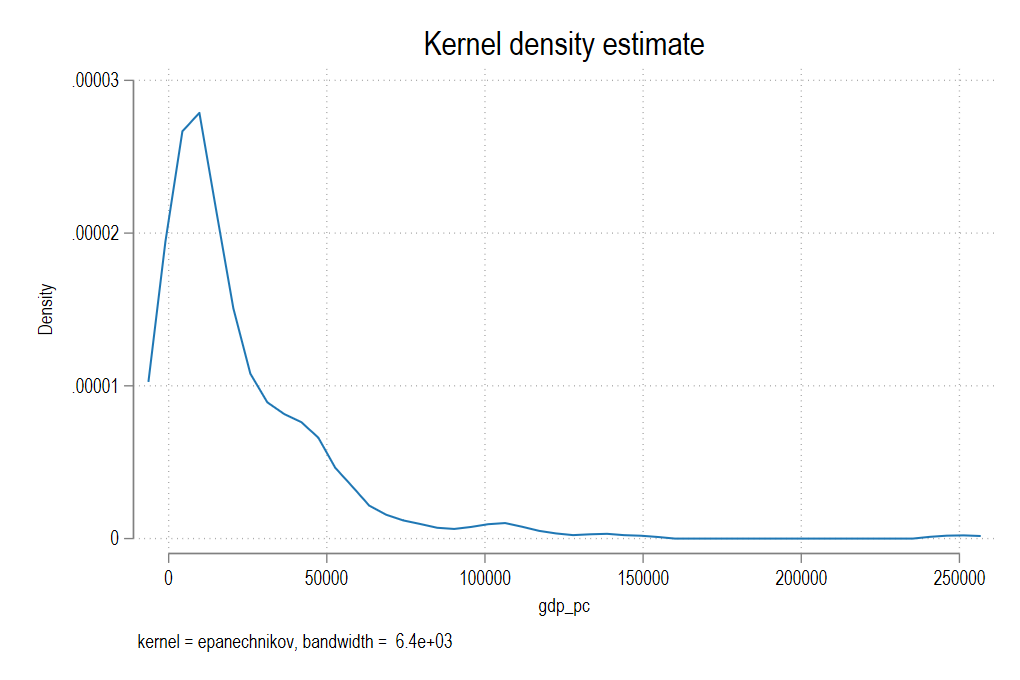 Kernel density estimate
.00003
.00002
.00001
0
Density
0 50000 100000 150000 200000 250000
gdp_pc
kernel = epanechnikov, bandwidth = 6.4e+03